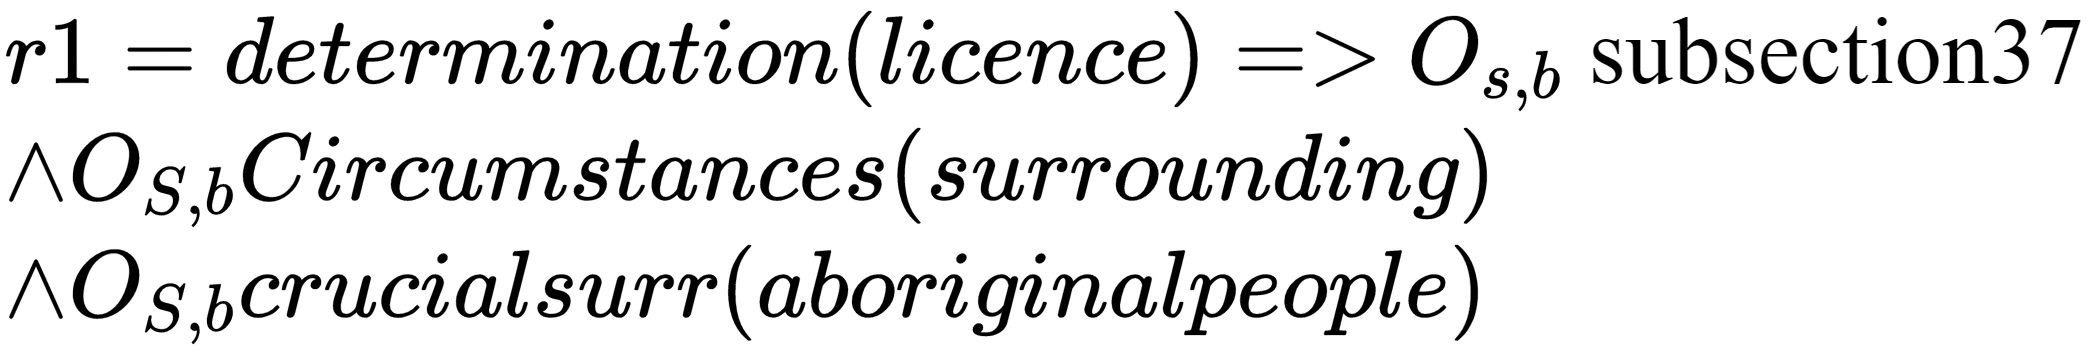 r1 = determination(licence) => O_{s,b} subsection37
∧O_{S,b}Circumstances(surrounding)
∧O_{S,b}crucialsurr(aboriginalpeople)